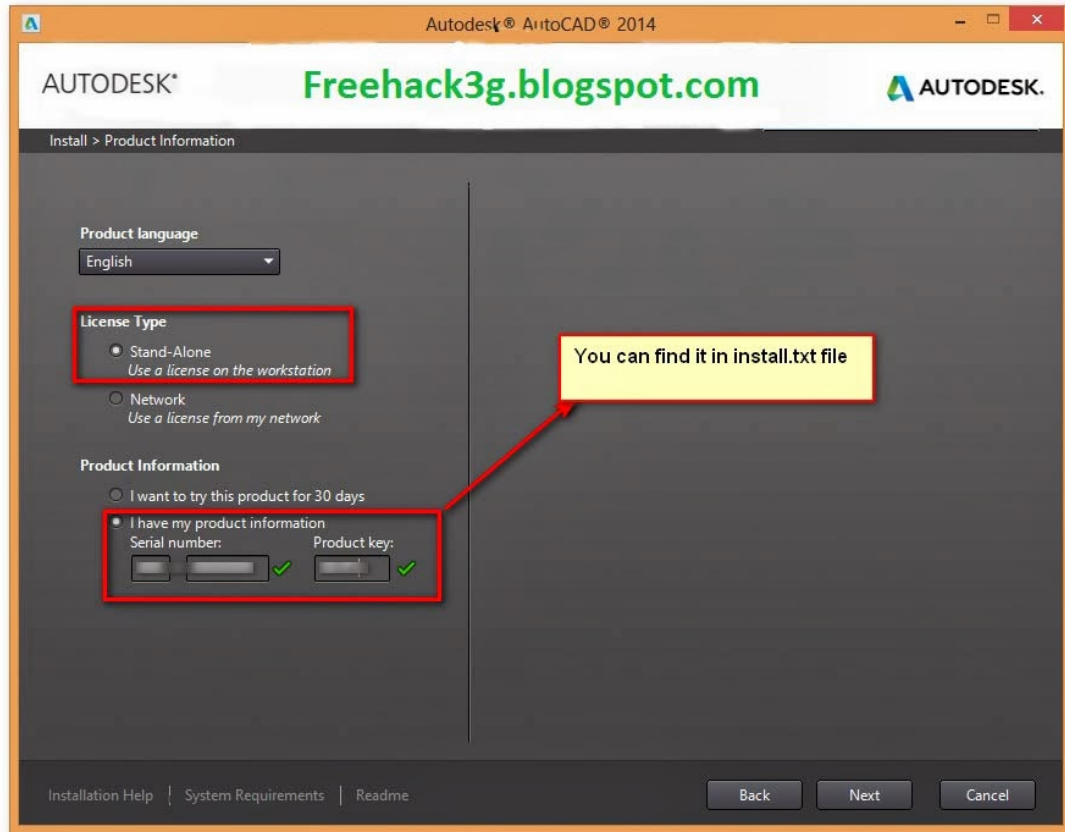 Autodesk® AutoCAD® 2014
AUTODESK®
Freehack3g.blogspot.com
AUTODESK.
Install > Product Information
Product language
English
License Type
Stand-Alone
Use a license on the workstation
Network
Use a license from my network
You can find it in install.txt file
Product Information
I want to try this product for 30 days
I have my product information
Serial number: Product key:
Installation Help | System Requirements | Readme
Back Next Cancel